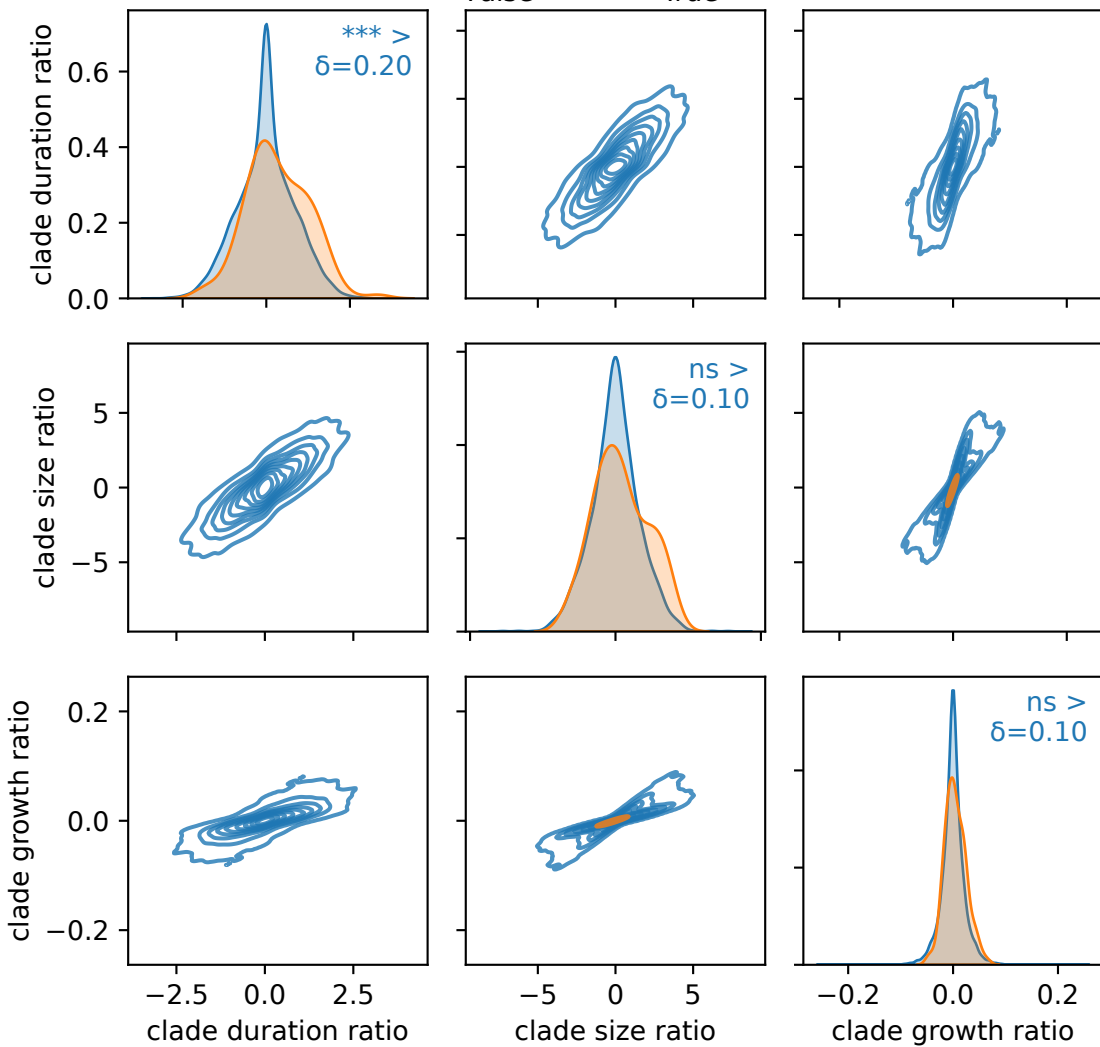 True
clade duration ratio
0.6
0.4
0.2
0.0
*** >
δ=0.20
clade size ratio
5
0
−5
ns >
δ=0.10
clade growth ratio
0.2
0.0
−0.2
ns >
δ=0.10
−2.5 0.0 2.5
−5 0 5
−0.2 0.0 0.2
clade duration ratio
clade size ratio
clade growth ratio